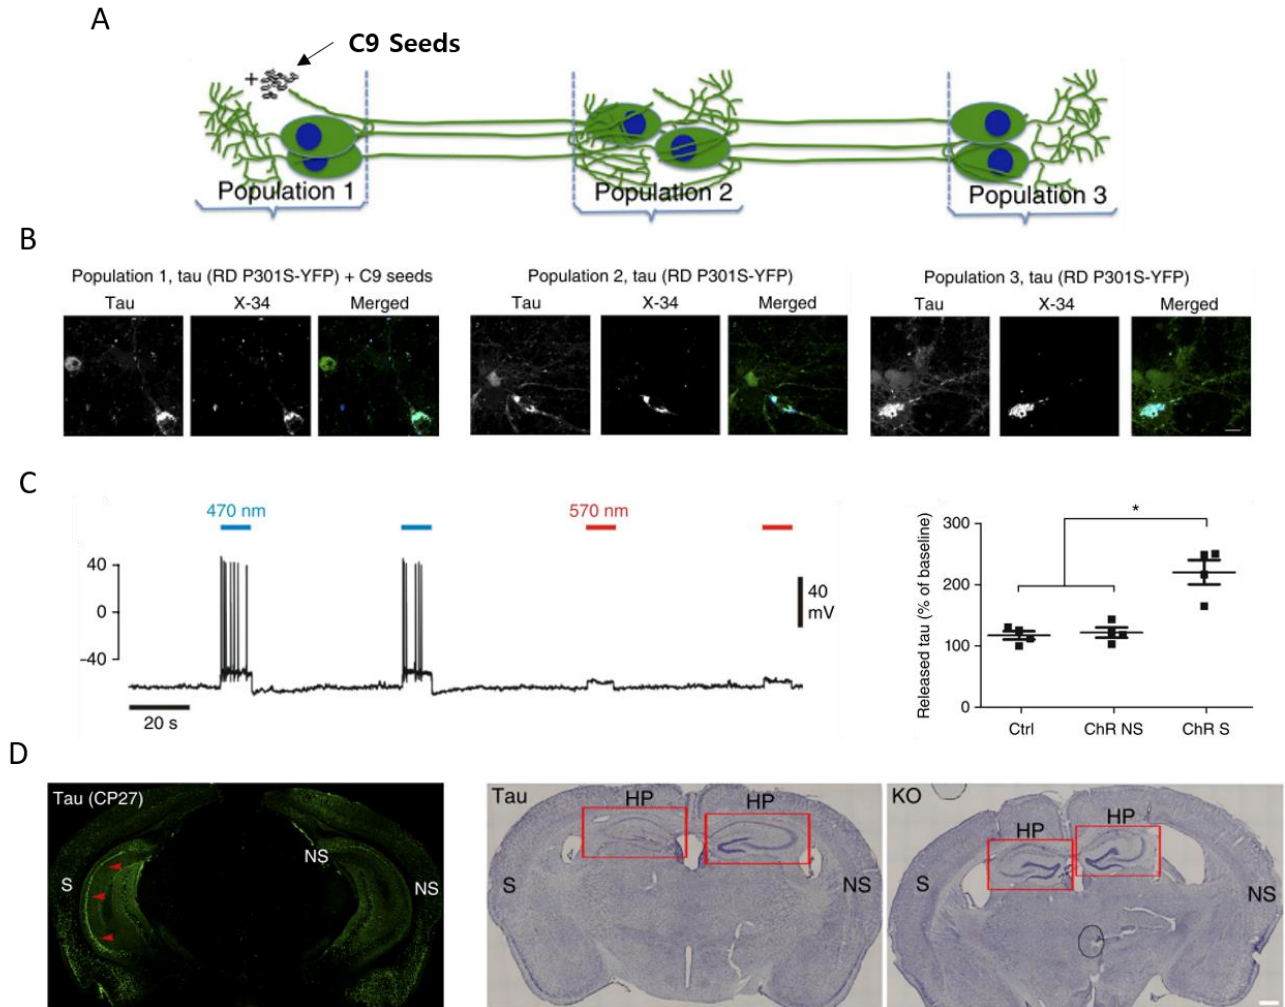 A
C9 Seeds
+
Population 1
Population 2
Population 3
B
Population 1, tau (RD P301S-YFP) + C9 seeds
Tau
X-34
Merged
Population 2, tau (RD P301S-YFP)
Tau
X-34
Merged
Population 3, tau (RD P301S-YFP)
Tau
X-34
Merged
C
470 nm
570 nm
40
0
–40
40
mV
20 s
Released tau (% of baseline)
300
200
100
0
*
Ctrl
ChR NS
ChR S
D
Tau (CP27)
S
NS
NS
Tau
HP
HP
S
NS
KO
HP
HP
S
NS